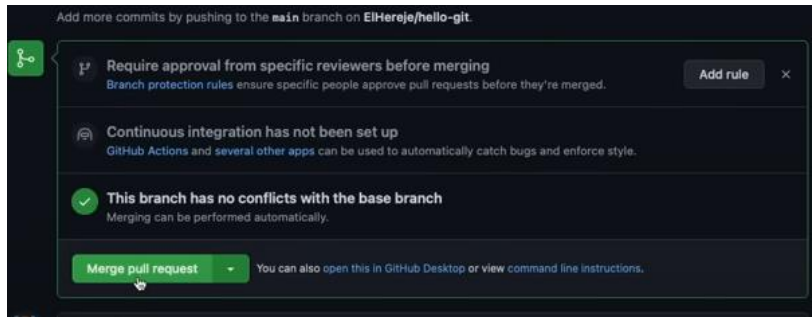 Add more commits by pushing to the main branch on ElHereje/hello-git.
Require approval from specific reviewers before merging
Branch protection rules ensure specific people approve pull requests before they're merged.
Add rule
Continuous integration has not been set up
GitHub Actions and several other apps can be used to automatically catch bugs and enforce style.
This branch has no conflicts with the base branch
Merging can be performed automatically.
Merge pull request
You can also open this in GitHub Desktop or view command line instructions.